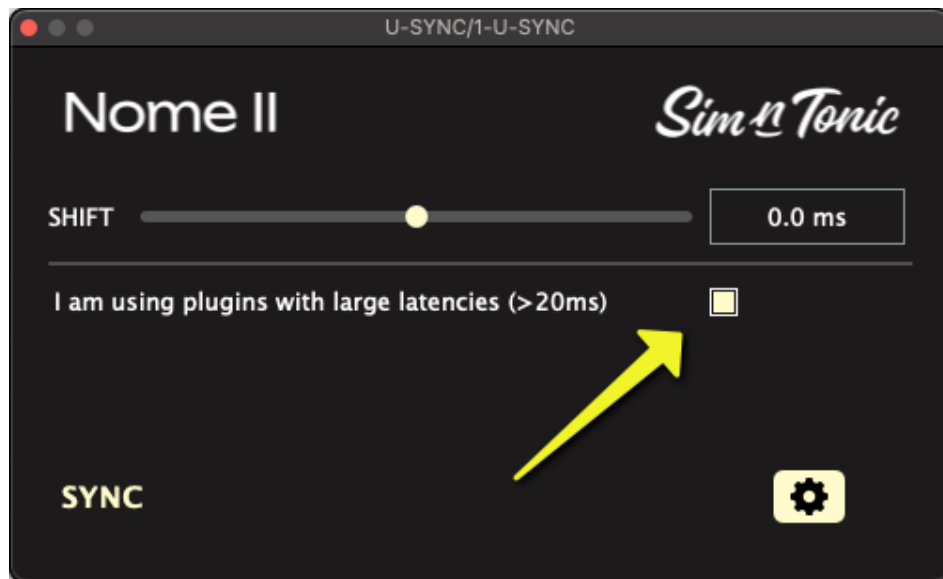 U-SYNC/1-U-SYNC
Nome II
Sim n Tonic
SHIFT
0.0 ms
I am using plugins with large latencies (>20ms)
SYNC